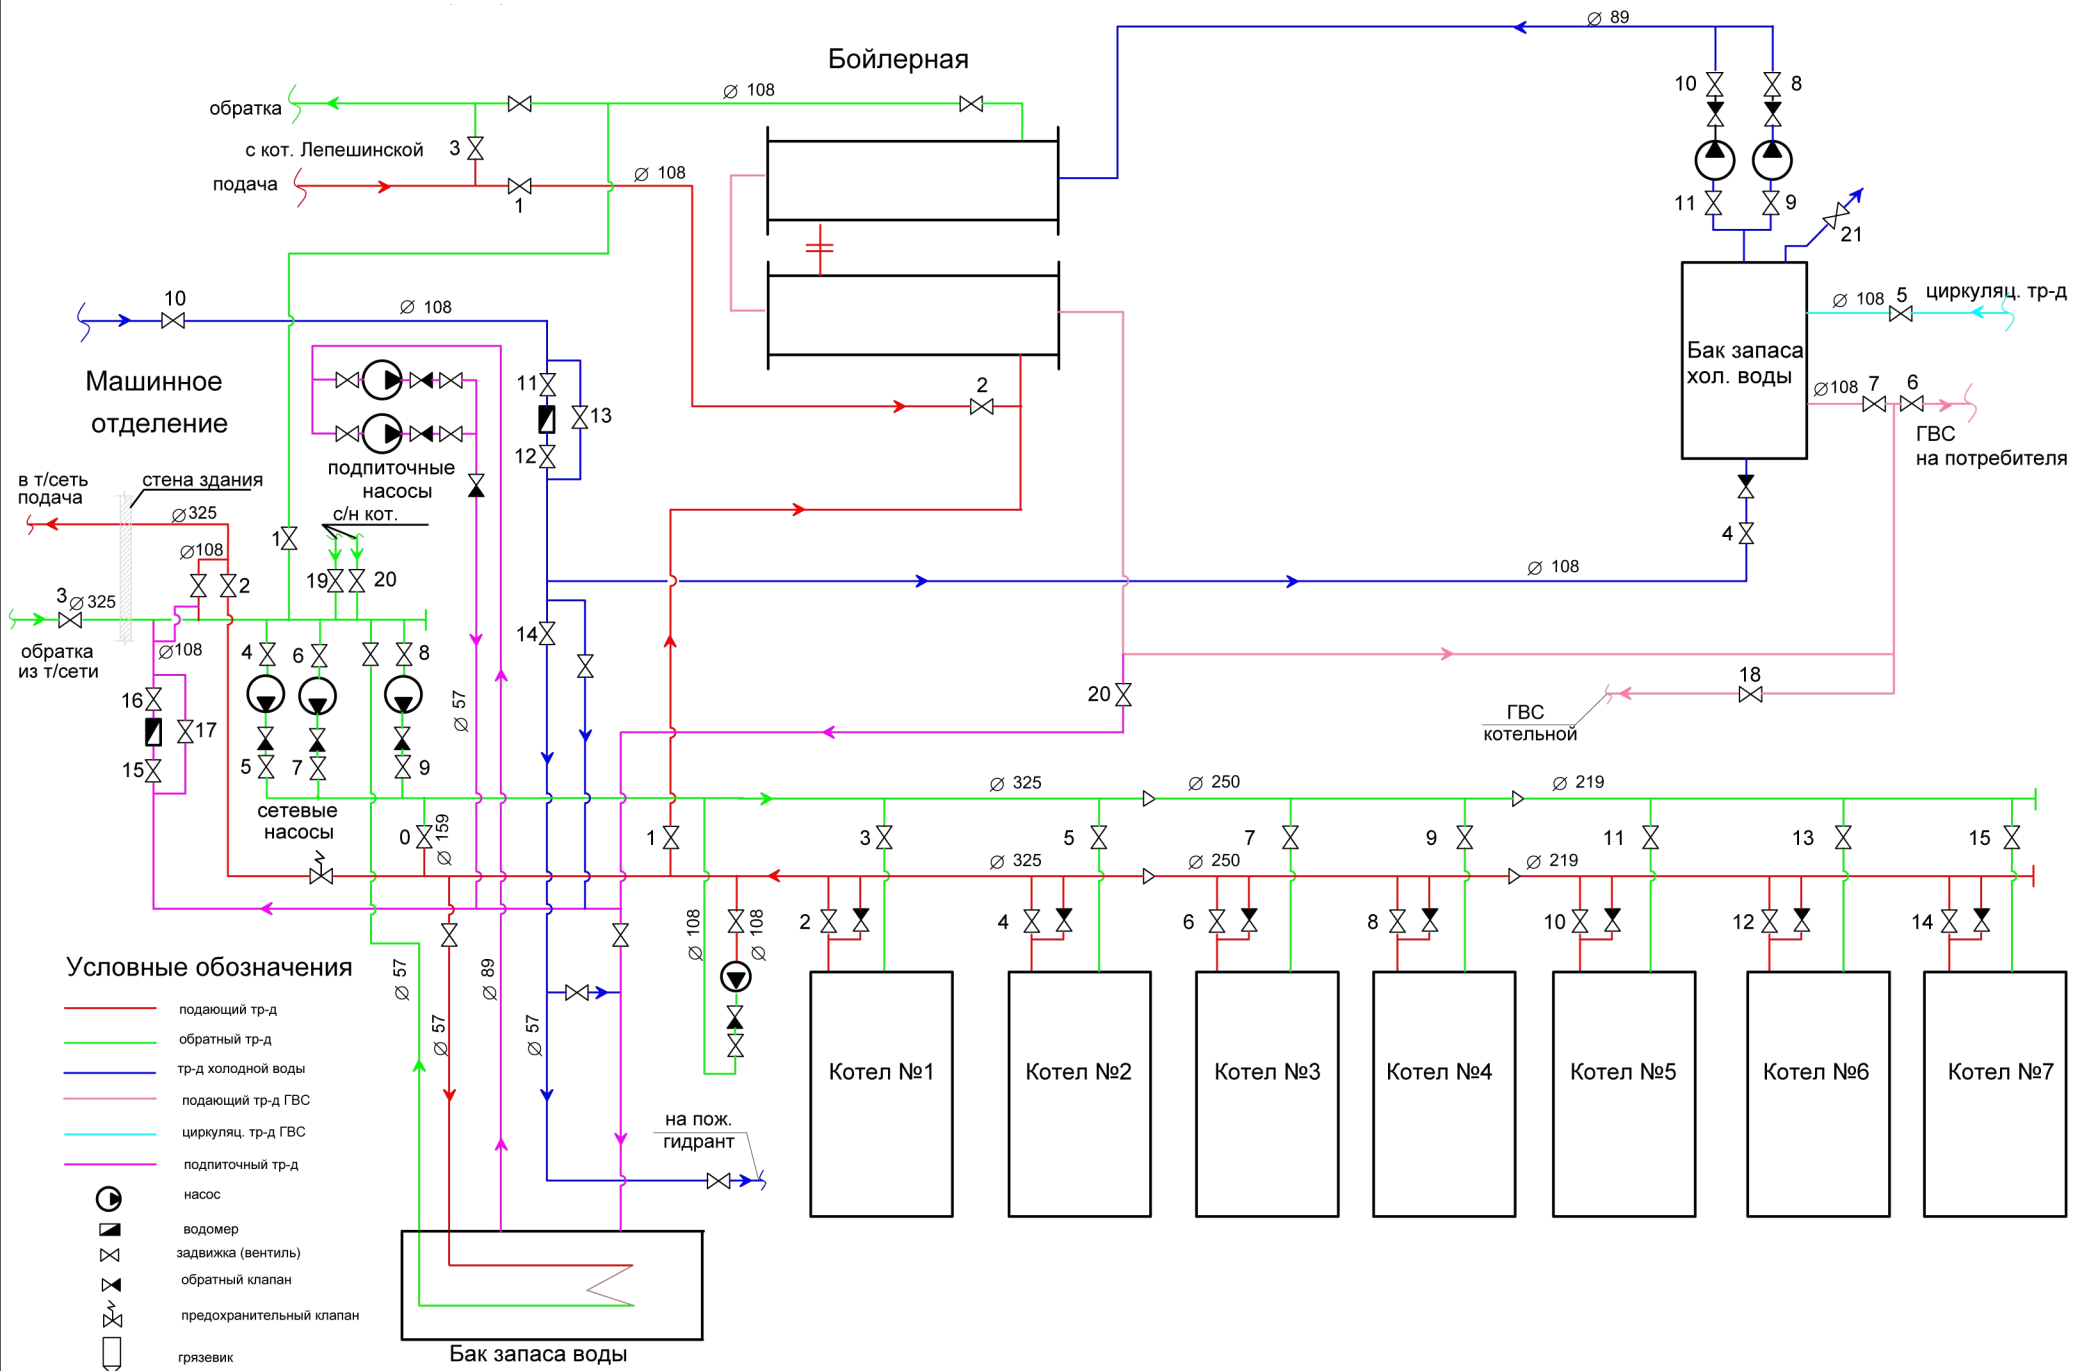 Бойлерная
∅ 89
10
8
обратка
∅ 108
с кот. Лепешинской
3
подача
∅ 108
1
11
9
21
10
∅ 108
∅ 108
5
циркуляц. тр-д
Бак запаса
хол. воды
Машинное
отделение
11
13
12
2
∅108
7
6
ГВС
на потребителя
подпиточные
насосы
в т/сеть
подача
стена здания
∅325
с/н кот.
1
4
∅108
2
19
20
∅ 108
3
∅325
14
обратка
из т/сети
∅108
4
6
8
16
17
15
∅ 57
20
18
ГВС
котельной
5
7
9
сетевые
насосы
0
∅ 159
1
∅ 325
∅ 250
∅ 219
3
5
7
9
11
13
15
∅ 325
∅ 250
∅ 219
2
4
6
8
10
12
14
∅ 108
∅ 108
Условные обозначения
∅ 57
∅ 89
∅ 57
∅ 57
подающий тр-д
обратный тр-д
тр-д холодной воды
подающий тр-д ГВС
циркуляц. тр-д ГВС
подпиточный тр-д
насос
водомер
задвижка (вентиль)
обратный клапан
предохранительный клапан
грязевик
Котел №1
Котел №2
Котел №3
Котел №4
Котел №5
Котел №6
Котел №7
на пож.
гидрант
Бак запаса воды